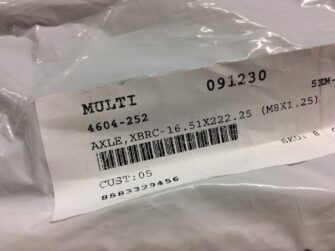 MULTI 091230
4604-252
AXLE,XBRC-16.51X222.25 (M8X1.25)
CUST:05
8683329456